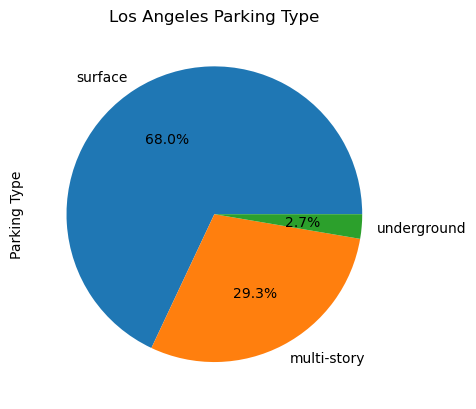 Los Angeles Parking Type
surface
68.0%
Parking Type
2.7%
underground
29.3%
multi-story